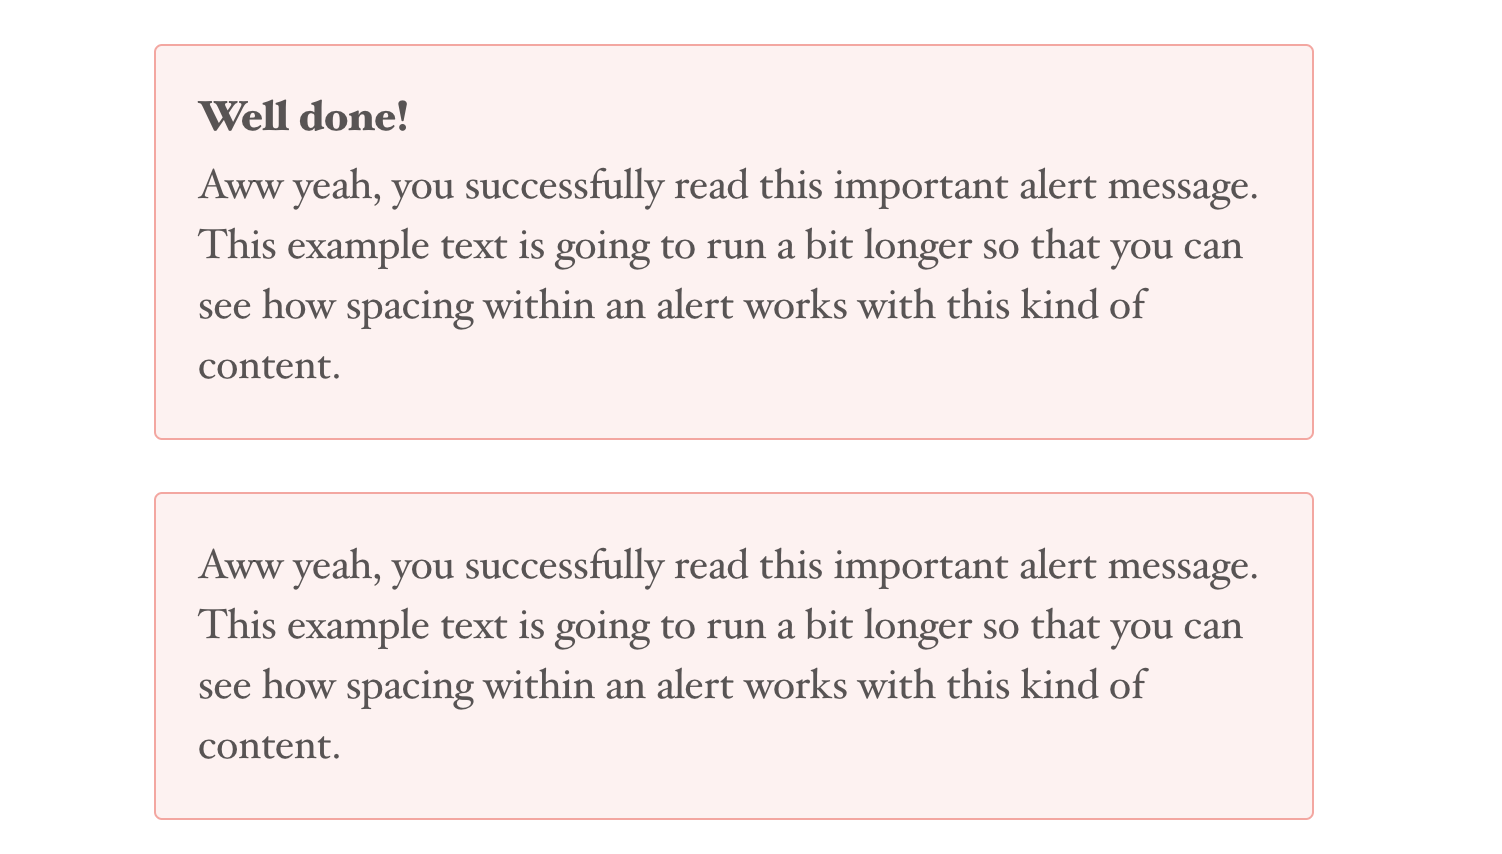 Well done!
Aww yeah, you successfully read this important alert message.
This example text is going to run a bit longer so that you can
see how spacing within an alert works with this kind of
content.
Aww yeah, you successfully read this important alert message.
This example text is going to run a bit longer so that you can
see how spacing within an alert works with this kind of
content.